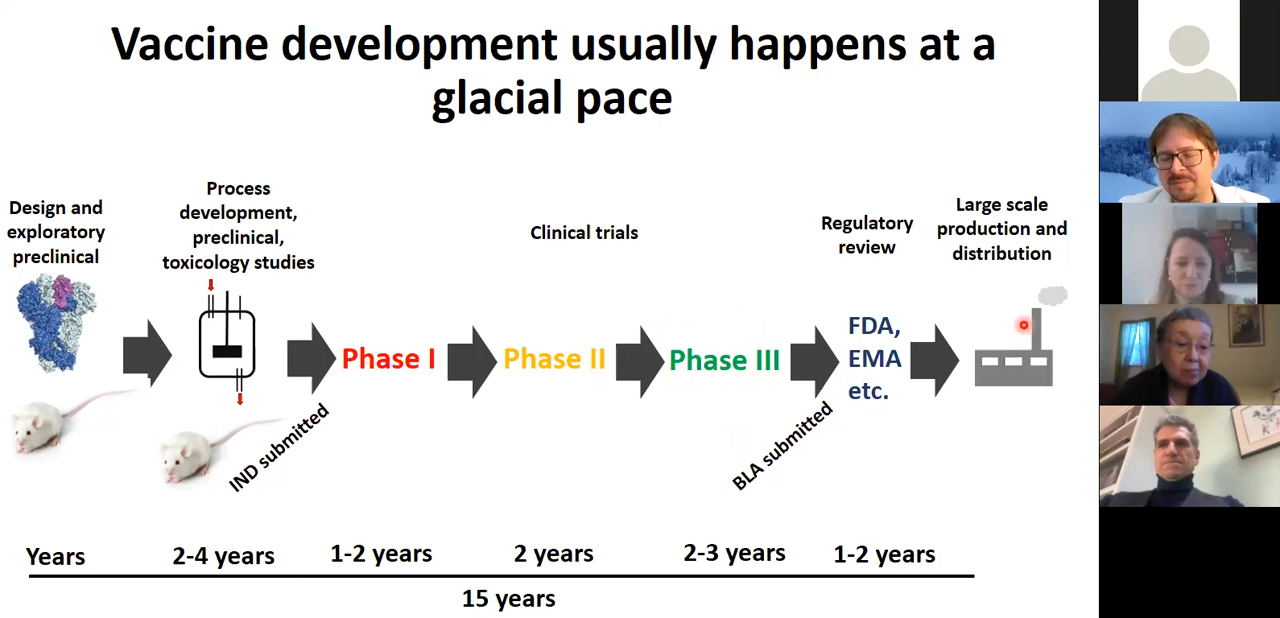 Vaccine development usually happens at a
glacial pace
Design and
exploratory
preclinical
Process
development,
preclinical,
toxicology studies
Clinical trials
Regulatory
review
Large scale
production and
distribution
Phase I
Phase II
Phase III
FDA,
EMA
etc.
IND submitted
BLA submitted
Years
2-4 years
1-2 years
2 years
2-3 years
1-2 years
15 years